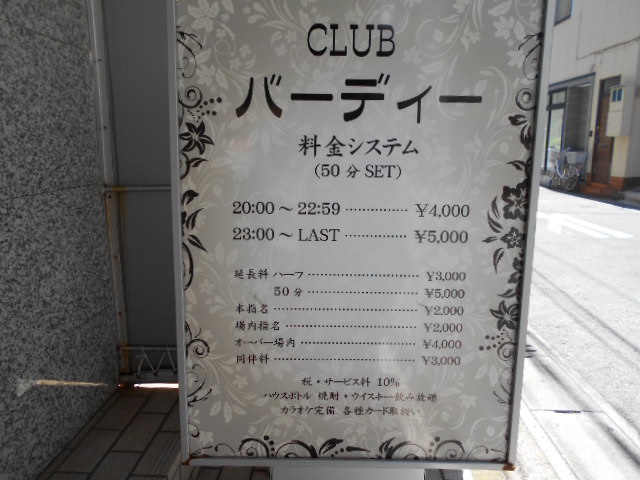 CLUB
バーディー
料金システム
(50分SET)
20:00〜22:59 ·············· ¥4,000
23:00〜LAST ·············· ¥5,000
延長料 ハーフ ·············· ¥3,000
50分 ·············· ¥5,000
本指名 ·············· ¥2,000
場内指名 ·············· ¥2,000
オーバー場内 ·············· ¥4,000
同伴料 ·············· ¥3,000
税・サービス料 10%
ハウスボトル 焼酎・ウイスキー飲み放題
カラオケ完備 各種カード取扱い